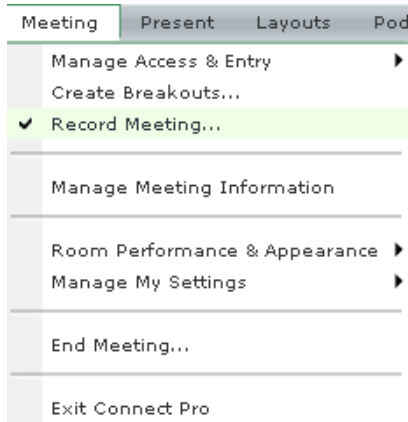 Meeting Present Layouts Pod
Manage Access & Entry
Create Breakouts...
Record Meeting...
Manage Meeting Information
Room Performance & Appearance
Manage My Settings
End Meeting...
Exit Connect Pro